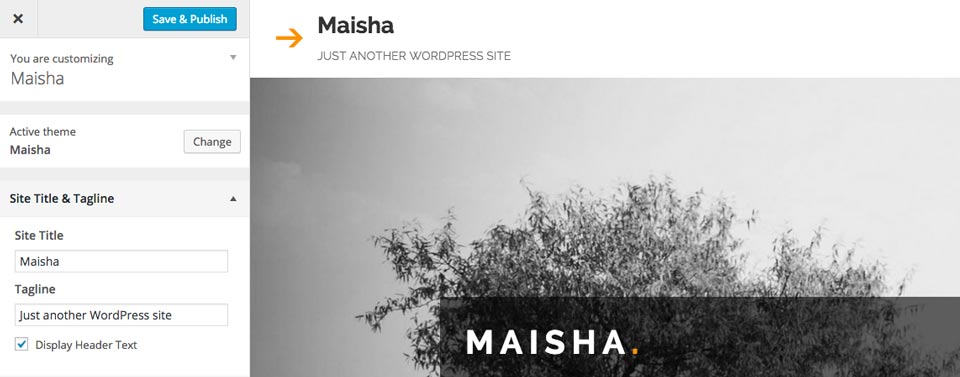 Save & Publish
You are customizing
Maisha
Active theme
Maisha
Change
Site Title & Tagline
Site Title
Maisha
Tagline
Just another WordPress site
Display Header Text
Maisha
JUST ANOTHER WORDPRESS SITE
MAISHA.